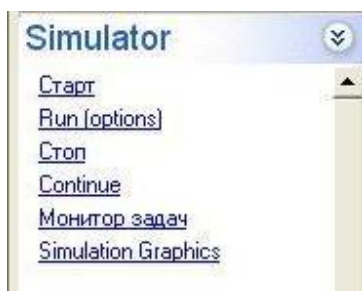 Simulator
Старт
Run (options)
Стоп
Continue
Монитор задач
Simulation Graphics